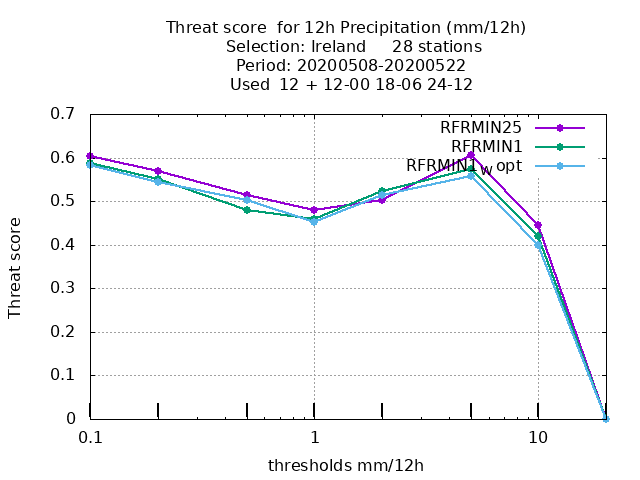 Threat score  for 12h Precipitation (mm/12h)
Selection: Ireland     28 stations
Period: 20200508-20200522
Used  12 + 12-00 18-06 24-12
RFRMIN25
RFRMIN1
RFRMIN1w opt
0.7
0.6
0.5
0.4
0.3
0.2
0.1
0
Threat score
0.1 1 10
thresholds mm/12h